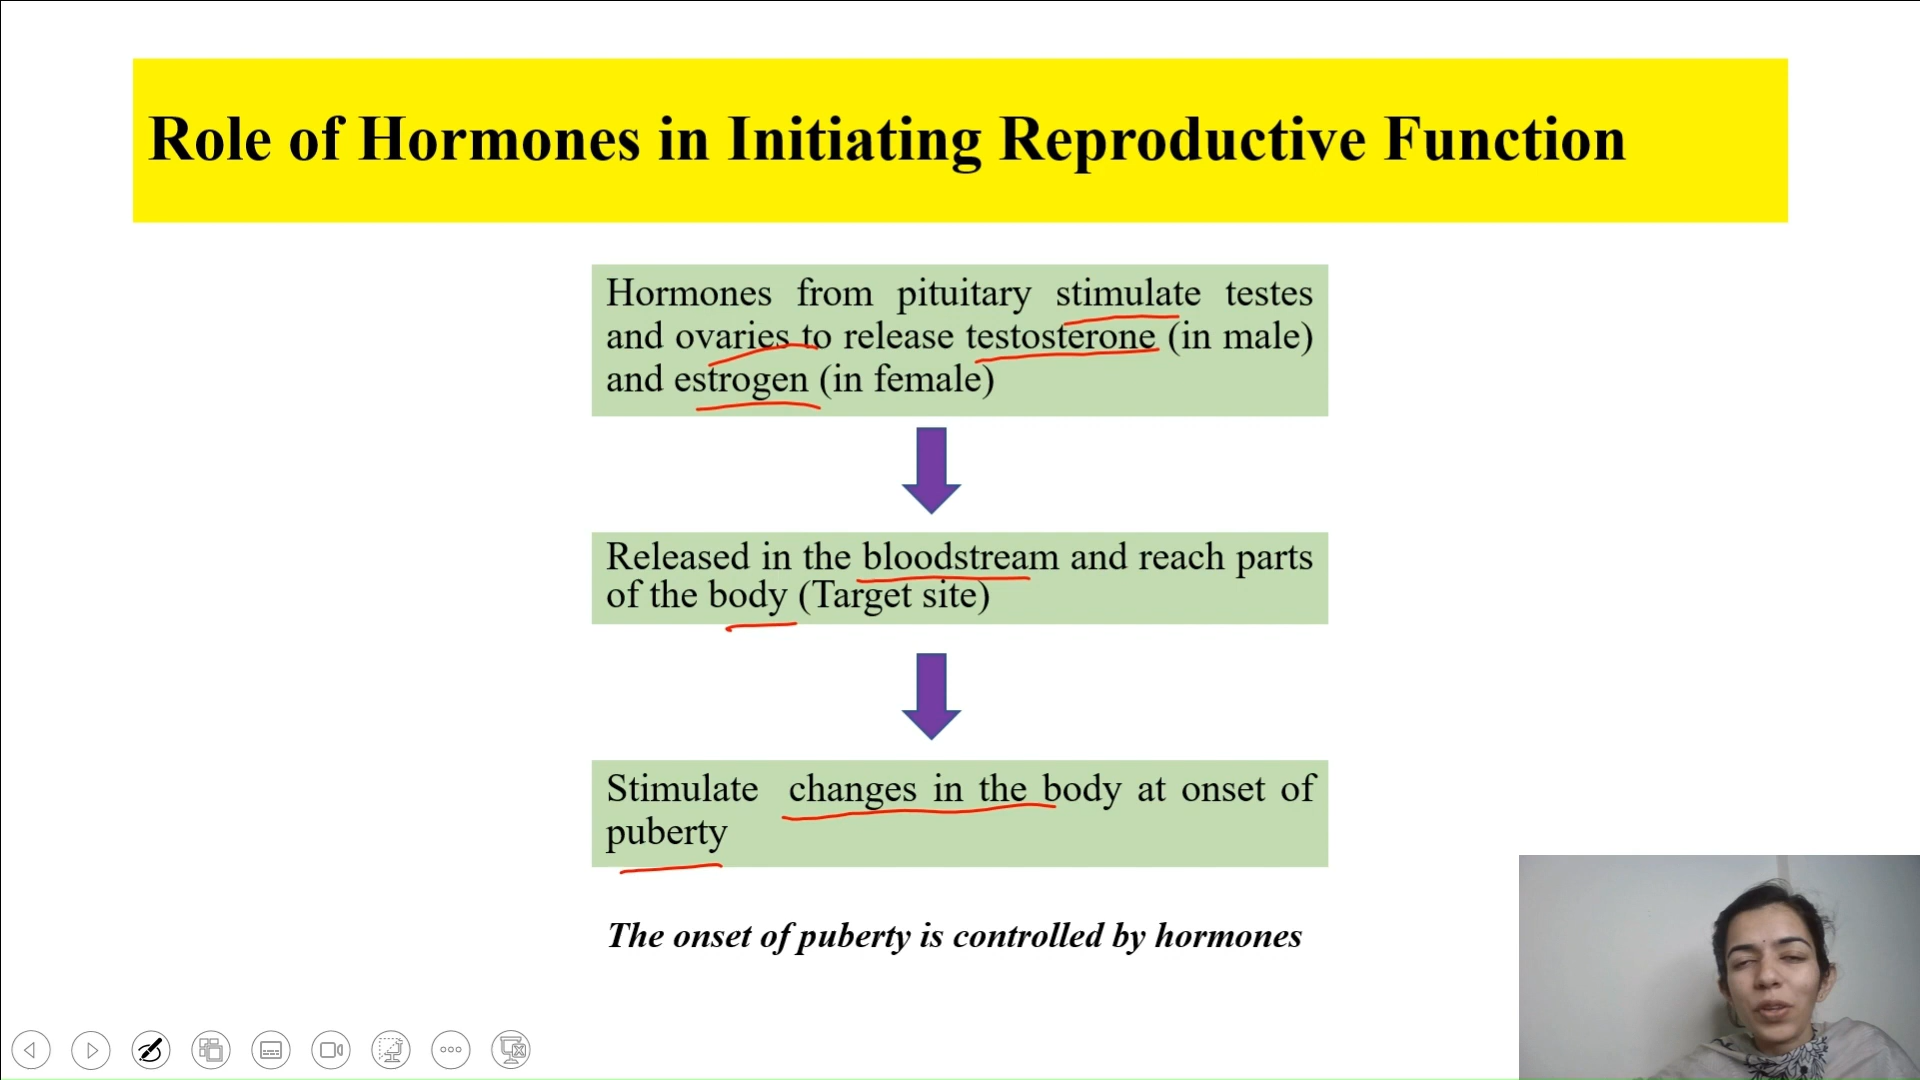 Role of Hormones in Initiating Reproductive Function
Hormones from pituitary stimulate testes
and ovaries to release testosterone (in male)
and estrogen (in female)
Released in the bloodstream and reach parts
of the body (Target site)
Stimulate changes in the body at onset of
puberty
The onset of puberty is controlled by hormones